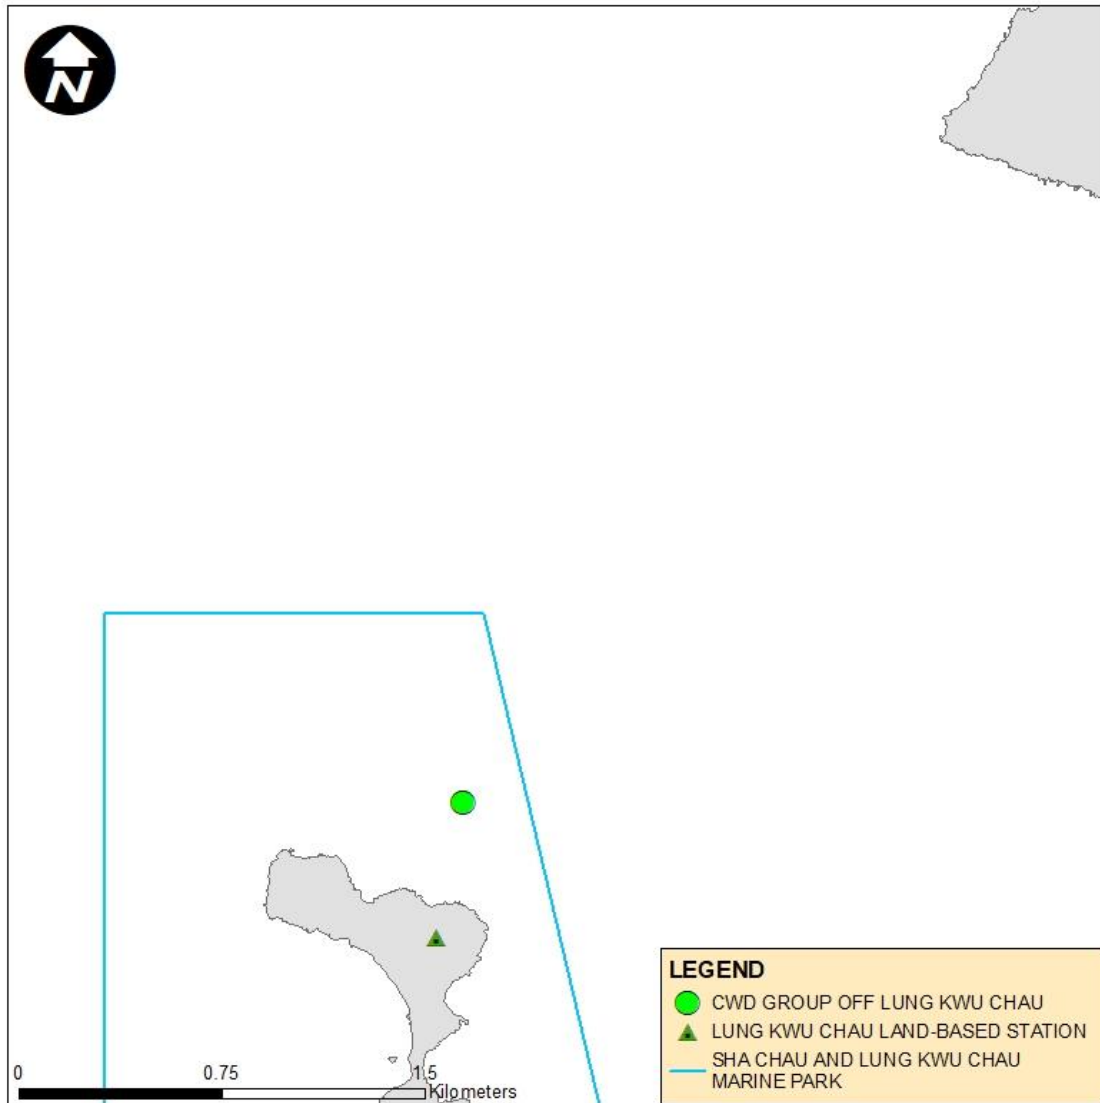 N
LEGEND
CWD GROUP OFF LUNG KWU CHAU
LUNG KWU CHAU LAND-BASED STATION
SHA CHAU AND LUNG KWU CHAU
MARINE PARK
0 0.75 1.5
Kilometers